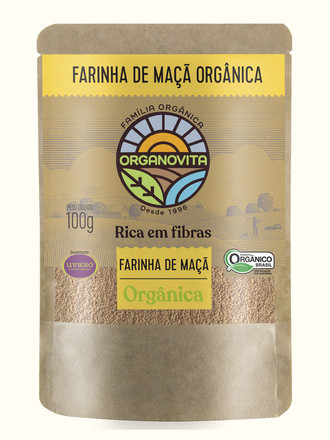 FARINHA DE MAÇÃ ORGÂNICA
FAMÍLIA ORGÂNICA
ORGANOVITA
Desde 1996
PESO LÍQUIDO
100g
Rica em fibras
FARINHA DE MAÇÃ
Orgânica
PRODUTO
ORGÂNICO
BRASIL